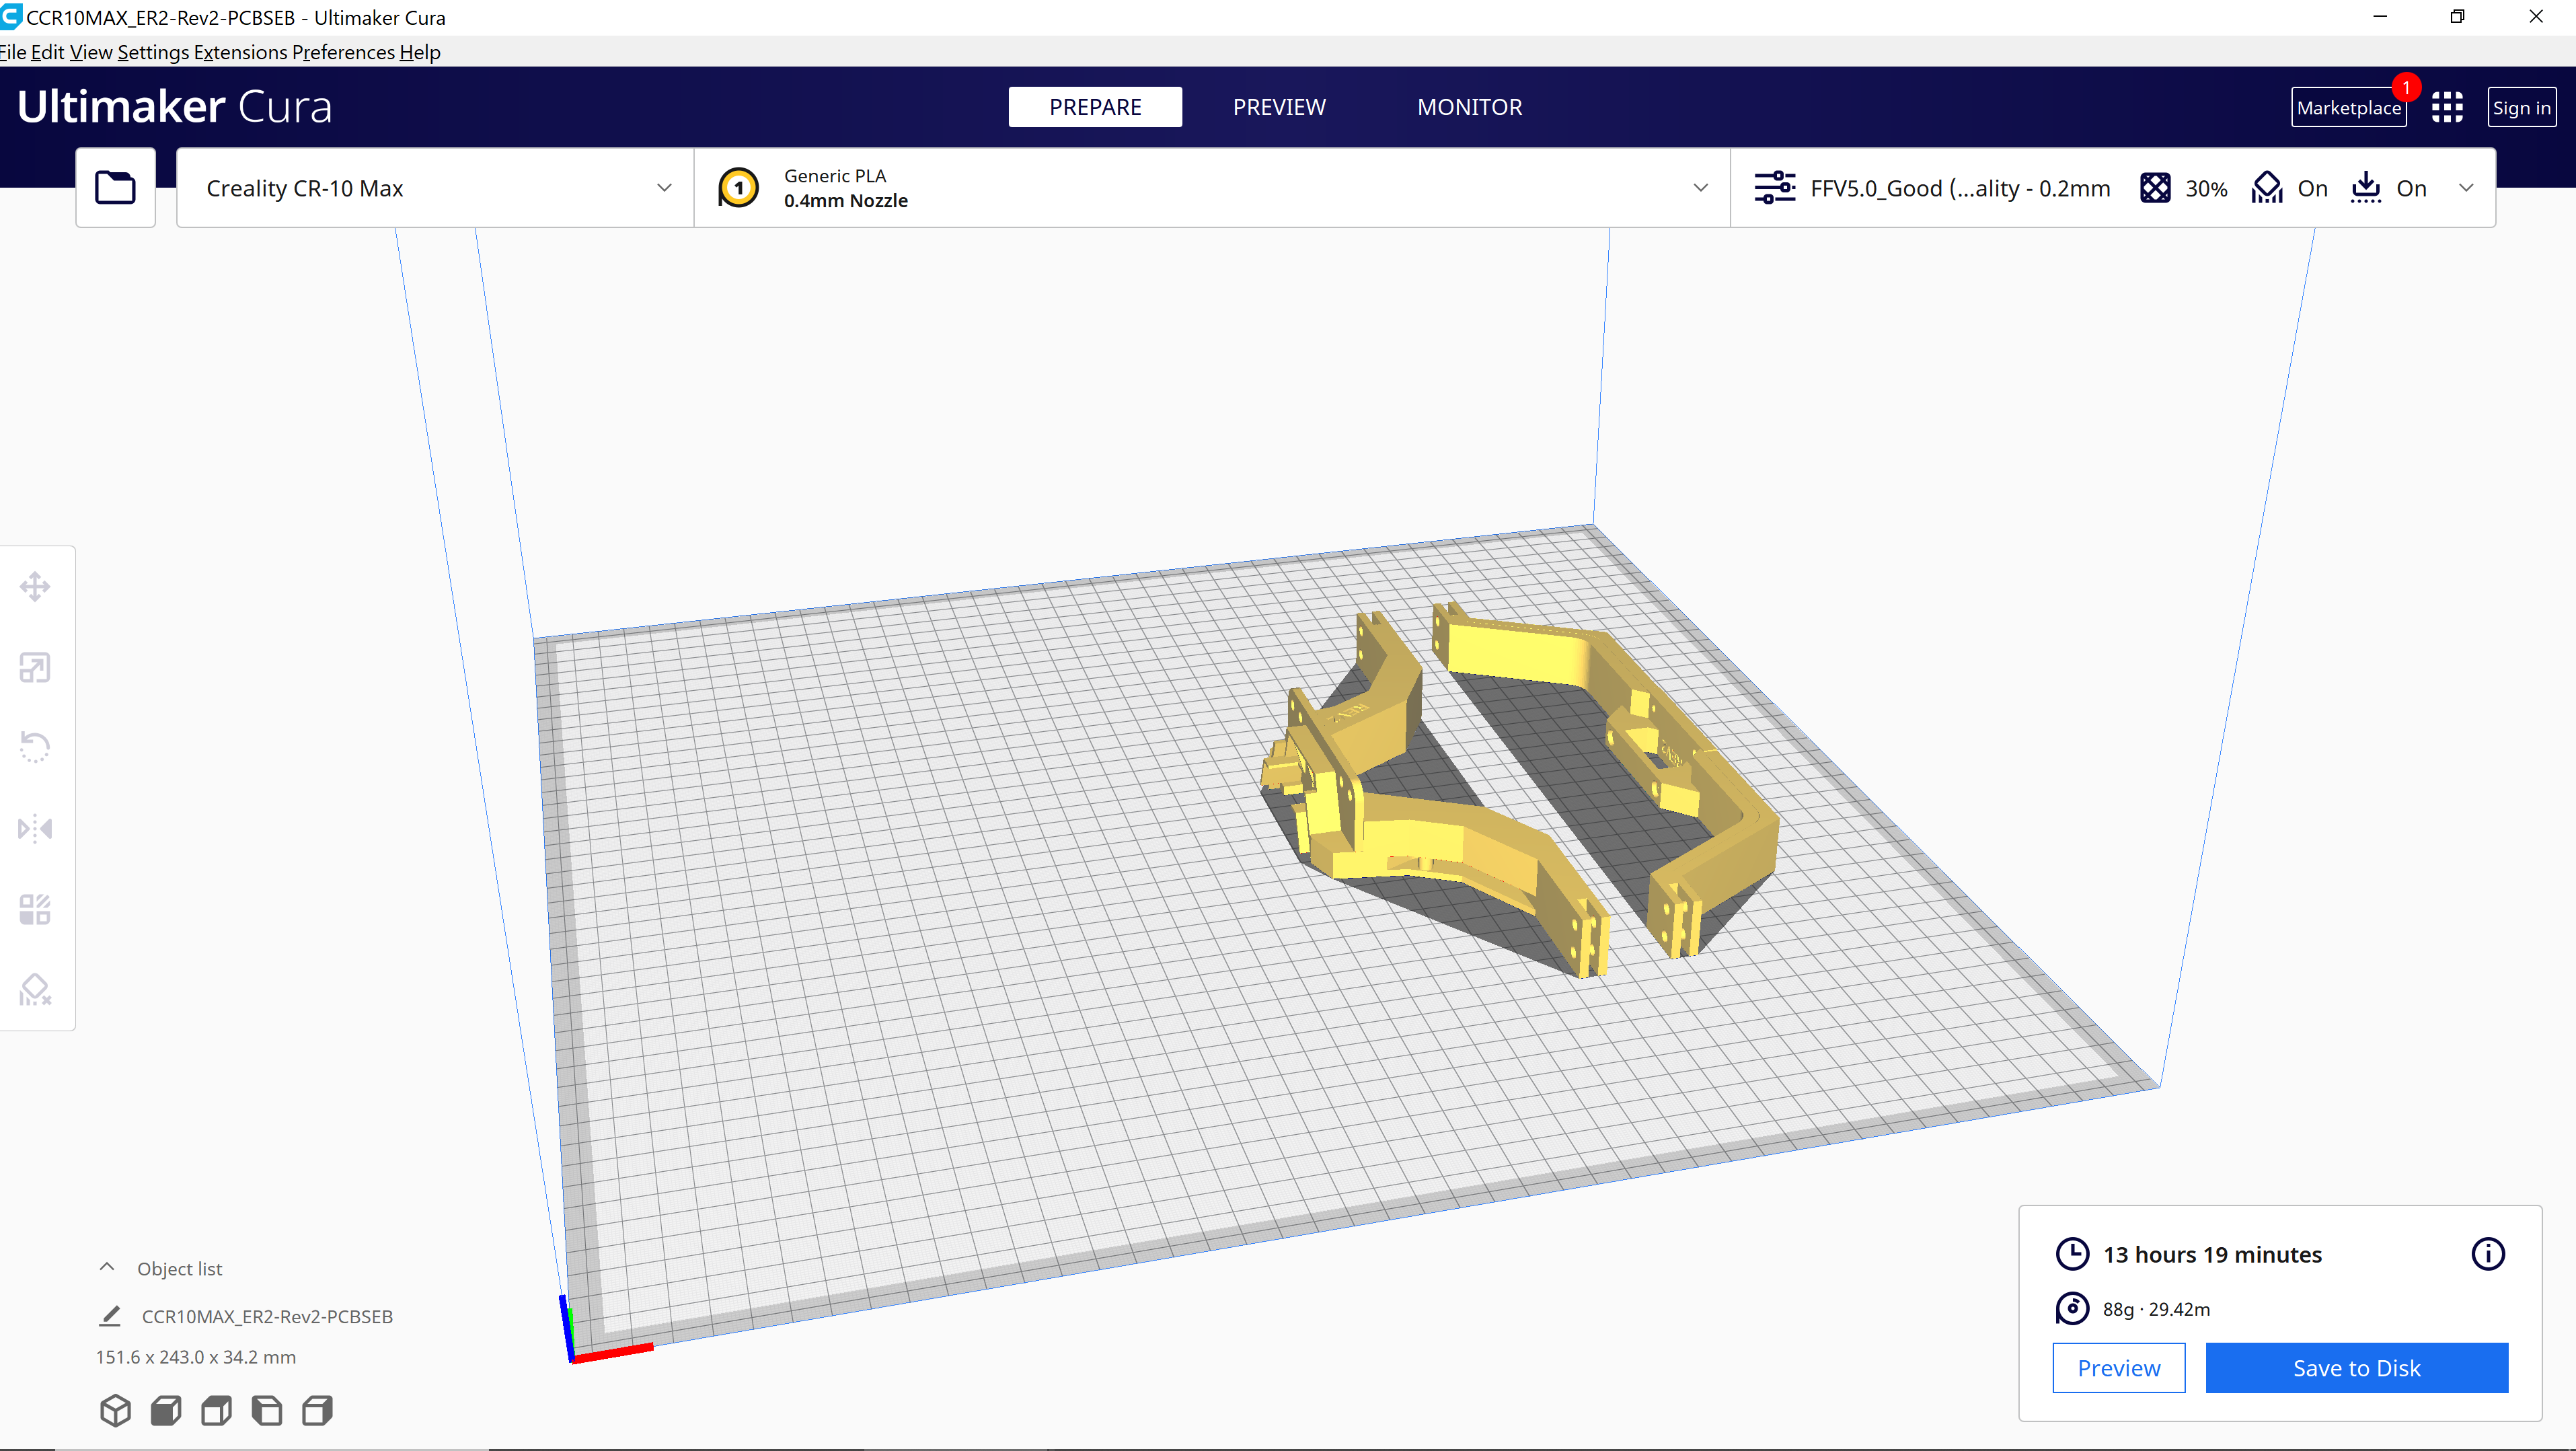 CCR10MAX_ER2-Rev2-PCBSEB - Ultimaker Cura
File Edit View Settings Extensions Preferences Help
Ultimaker Cura
PREPARE
PREVIEW
MONITOR
Marketplace
1
Sign in
Creality CR-10 Max
1
Generic PLA
0.4mm Nozzle
FFV5.0_Good (...ality - 0.2mm
30%
On
On
Object list
CCR10MAX_ER2-Rev2-PCBSEB
151.6 x 243.0 x 34.2 mm
13 hours 19 minutes
88g · 29.42m
Preview
Save to Disk